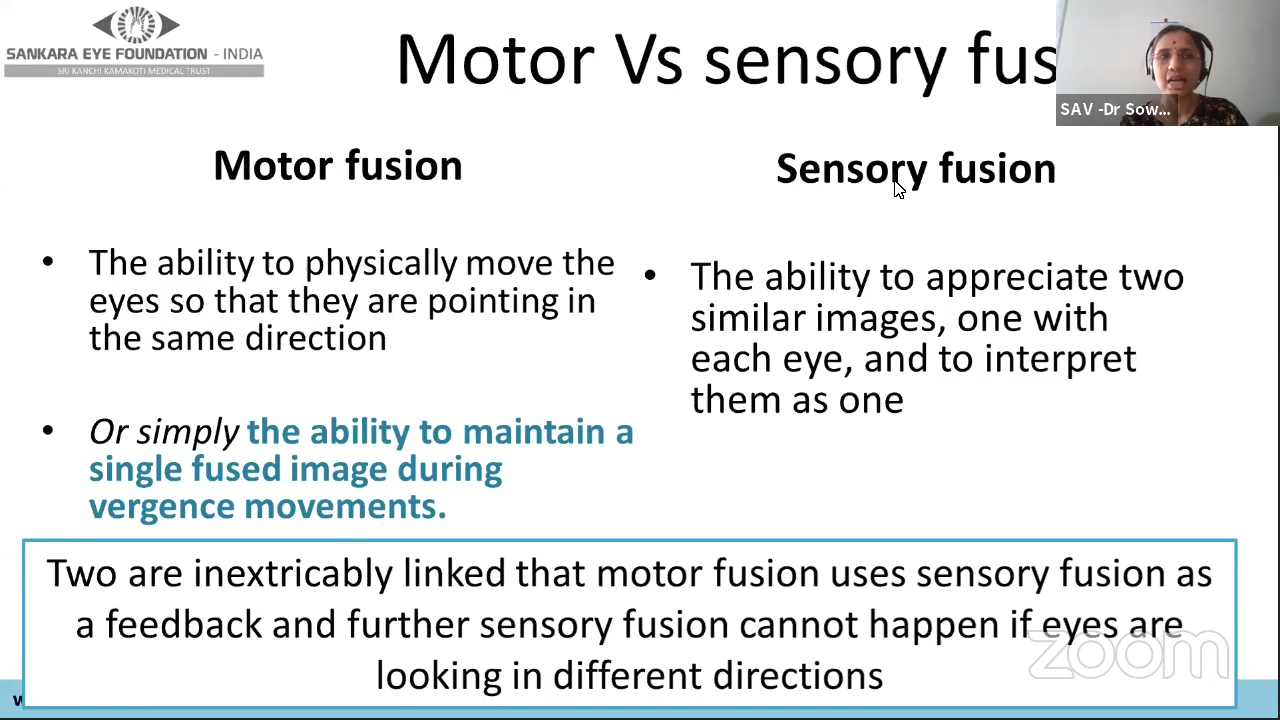 SANKARA EYE FOUNDATION - INDIA
SRI KANCHI KAMAKOTI MEDICAL TRUST
Motor Vs sensory fus
SAV -Dr Sow...
Motor fusion
• The ability to physically move the
eyes so that they are pointing in
the same direction
• Or simply the ability to maintain a
single fused image during
vergence movements.
Sensory fusion
• The ability to appreciate two
similar images, one with
each eye, and to interpret
them as one
Two are inextricably linked that motor fusion uses sensory fusion as
a feedback and further sensory fusion cannot happen if eyes are
looking in different directions
zoom
w